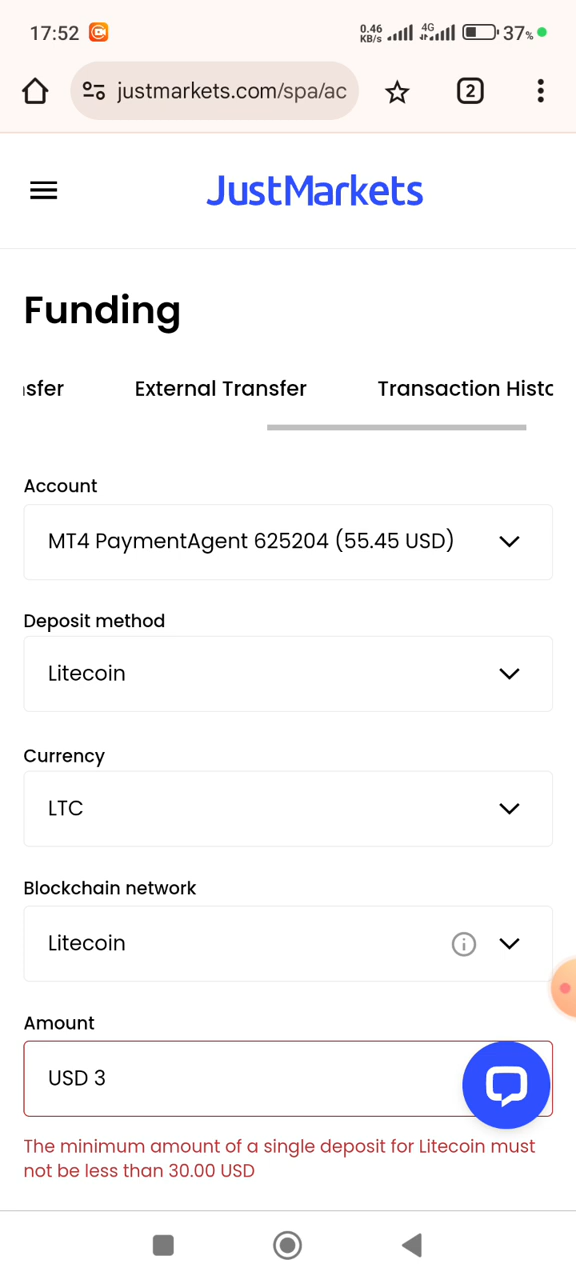 17:52
0.46 KB/s 4G 37%
justmarkets.com/spa/ac 2
JustMarkets
Funding
nsfer External Transfer Transaction Histo
Account
MT4 PaymentAgent 625204 (55.45 USD)
Deposit method
Litecoin
Currency
LTC
Blockchain network
Litecoin
Amount
USD 3
The minimum amount of a single deposit for Litecoin must
not be less than 30.00 USD